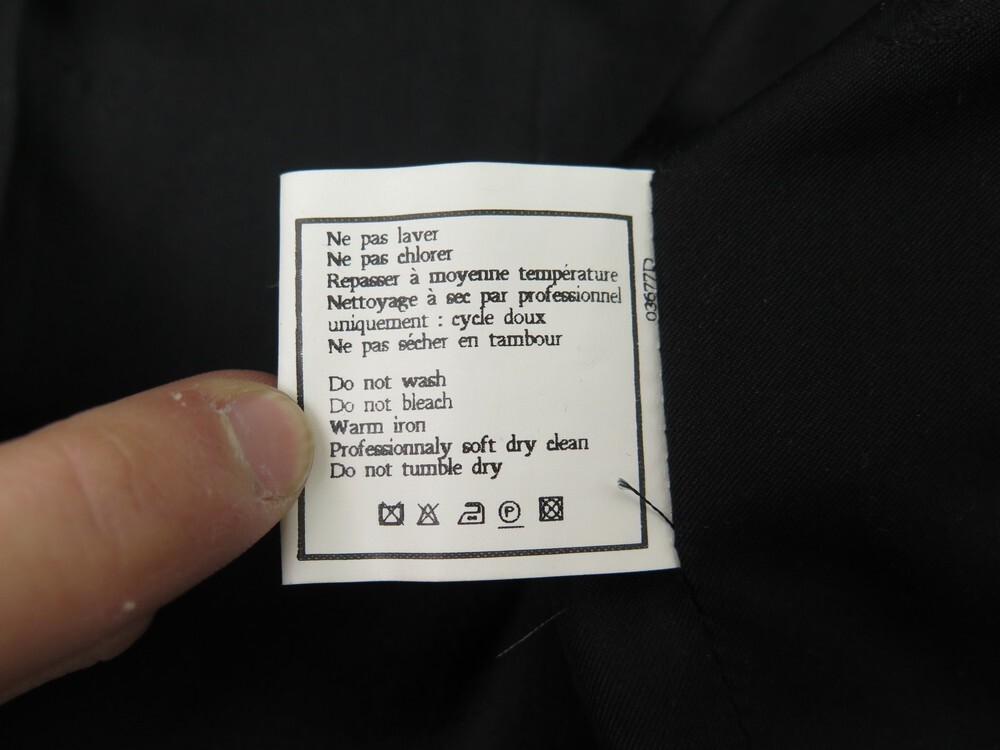 Ne pas laver
Ne pas chlorer
Repasser à moyenne température
Nettoyage à sec par professionnel
uniquement : cycle doux
Ne pas sécher en tambour
Do not wash
Do not bleach
Warm iron
Professionnaly soft dry clean
Do not tumble dry
P
03677D